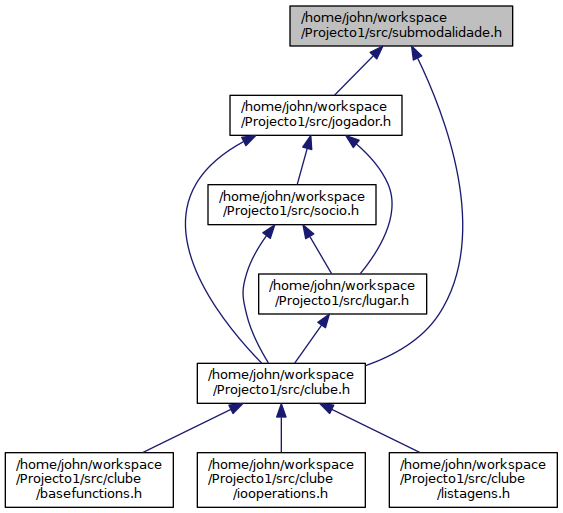 /home/john/workspace
/Projecto1/src/submodalidade.h
/home/john/workspace
/Projecto1/src/jogador.h
/home/john/workspace
/Projecto1/src/socio.h
/home/john/workspace
/Projecto1/src/lugar.h
/home/john/workspace
/Projecto1/src/clube.h
/home/john/workspace
/Projecto1/src/clube
/basefunctions.h
/home/john/workspace
/Projecto1/src/clube
/iooperations.h
/home/john/workspace
/Projecto1/src/clube
/listagens.h